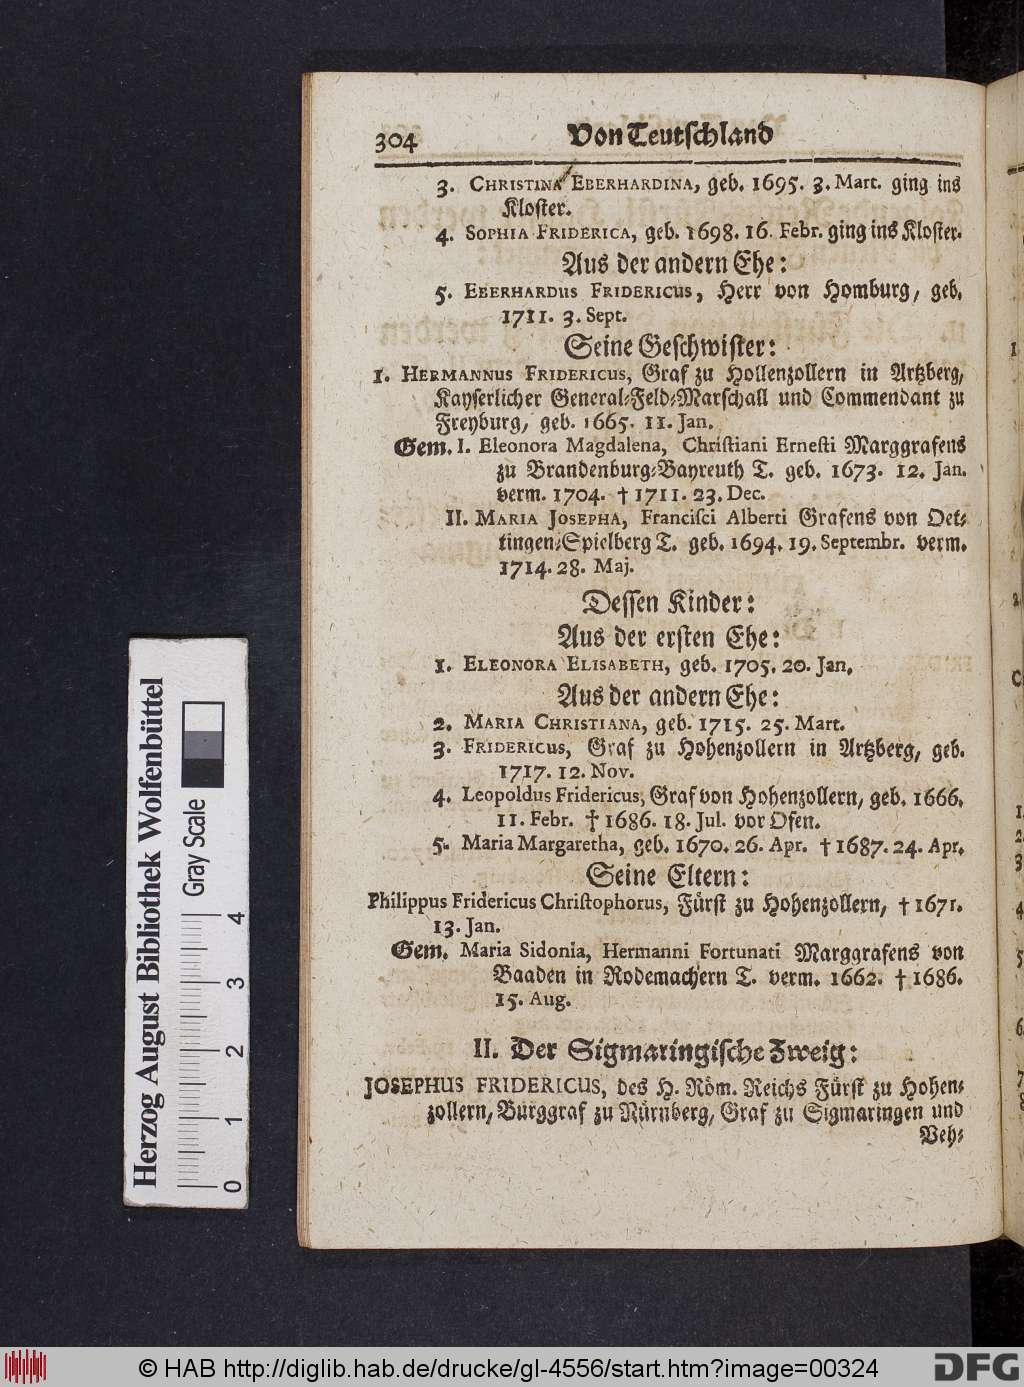 304 Von Teutſchland
3. CHRISTINA EBERHARDINA, geb. 1695. 3. Mart. ging ins
Kloſter.
4. SOPHIA FRIDERICA, geb. 1698. 16. Febr. ging ins Kloſter.
Aus der andern Ehe:
5. EBERHARDUS FRIDERICUS, Herr von Homburg, geb.
1711. 3. Sept.
Seine Geſchwiſter:
1. HERMANNUS FRIDERICUS, Graf zu Hollenzollern in Artzberg,
Kayſerlicher General-Feld-Marſchall und Commendant zu
Freyburg, geb. 1665. 11. Jan.
Gem. I. Eleonora Magdalena, Chriſtiani Erneſti Marggrafens
zu Brandenburg-Bayreuth T. geb. 1673. 12. Jan.
verm. 1704. † 1711. 23. Dec.
II. MARIA JOSEPHA, Franciſci Alberti Grafens von Oet-
tingen-Spielberg T. geb. 1694. 19. Septembr. verm.
1714. 28. Maj.
Deſſen Kinder:
Aus der erſten Ehe:
1. ELEONORA ELISABETH, geb. 1705. 20. Jan.
Aus der andern Ehe:
2. MARIA CHRISTIANA, geb. 1715. 25. Mart.
3. FRIDERICUS, Graf zu Hohenzollern in Artzberg, geb.
1717. 12. Nov.
4. Leopoldus Fridericus, Graf von Hohenzollern, geb. 1666.
11. Febr. † 1686. 18. Jul. vor Ofen.
5. Maria Margaretha, geb. 1670. 26. Apr. † 1687. 24. Apr.
Seine Eltern:
Philippus Fridericus Chriſtophorus, Fürſt zu Hohenzollern, † 1671.
13. Jan.
Gem. Maria Sidonia, Hermanni Fortunati Marggrafens von
Baaden in Rodemachern T. verm. 1662. † 1686.
15. Aug.
II. Der Sigmaringiſche Zweig:
JOSEPHUS FRIDERICUS, des H. Röm. Reichs Fürſt zu Hohen-
zollern, Burggraf zu Nürnberg, Graf zu Sigmaringen und
Veh-
Herzog August Bibliothek Wolfenbüttel
Gray Scale
0 1 2 3 4
© HAB http://diglib.hab.de/drucke/gl-4556/start.htm?image=00324
DFG